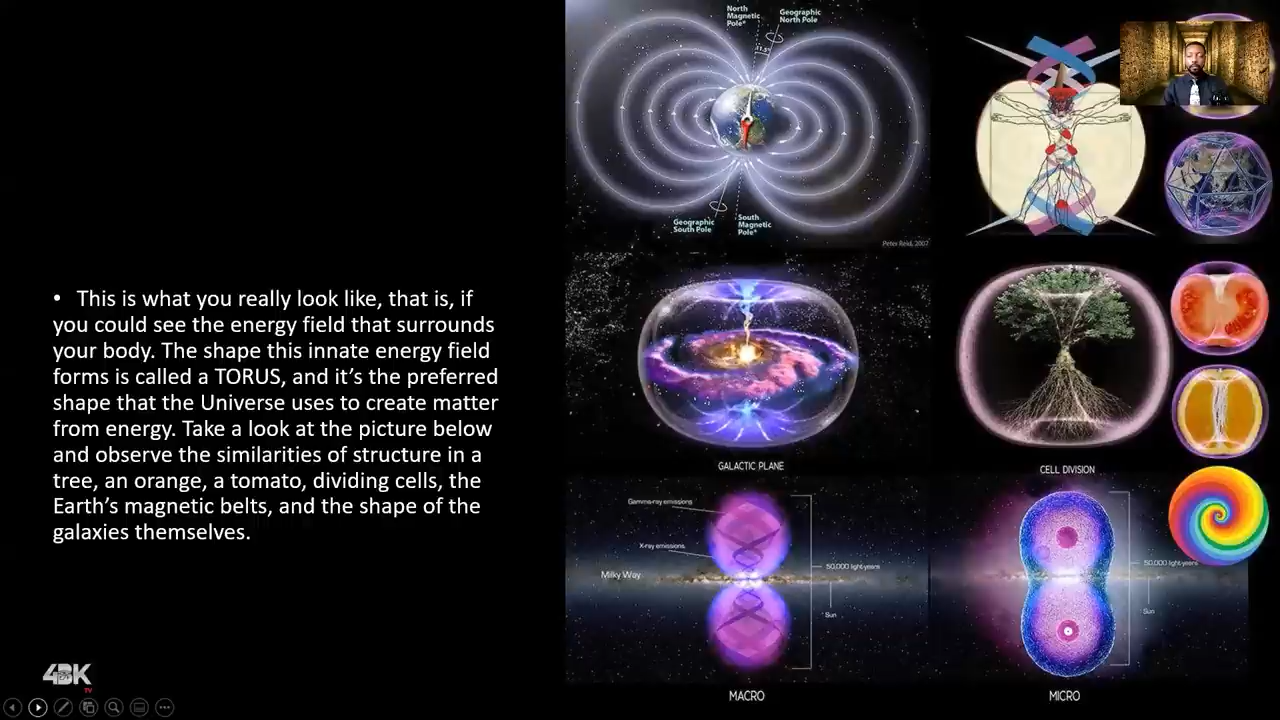 • This is what you really look like, that is, if
you could see the energy field that surrounds
your body. The shape this innate energy field
forms is called a TORUS, and it’s the preferred
shape that the Universe uses to create matter
from energy. Take a look at the picture below
and observe the similarities of structure in a
tree, an orange, a tomato, dividing cells, the
Earth’s magnetic belts, and the shape of the
galaxies themselves.
4BK
TV
North
Magnetic
Pole*
Geographic
North Pole
11.5°
Geographic
South Pole
South
Magnetic
Pole*
Peter Reid, 2007
GALACTIC PLANE
CELL DIVISION
Gamma-ray emissions
X-ray emissions
Milky Way
50,000 light-years
Sun
50,000 light-years
Sun
MACRO
MICRO